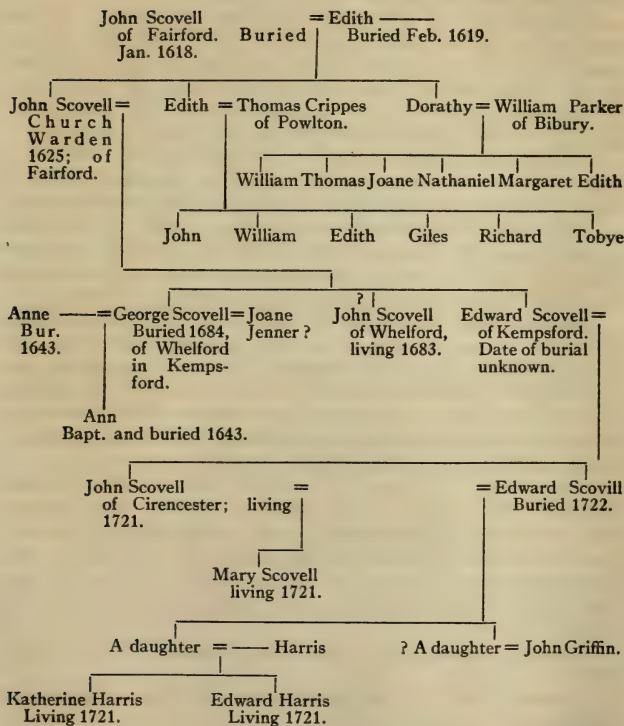 John Scovell = Edith ——
of Fairford. Buried Buried Feb. 1619.
Jan. 1618.
John Scovell =
Church
Warden
1625; of
Fairford.
Edith = Thomas Crippes
of Powlton.
Dorathy = William Parker
of Bibury.
William Thomas Joane Nathaniel Margaret Edith
John William Edith Giles Richard Tobye
Anne —— =
Bur.
1643.
George Scovell = Joane
Buried 1684, Jenner ?
of Whelford
in Kemps-
ford.
?
John Scovell
of Whelford,
living 1683.
Edward Scovell =
of Kempsford.
Date of burial
unknown.
Ann
Bapt. and buried 1643.
John Scovell =
of Cirencester; living
1721.
= Edward Scovill
Buried 1722.
Mary Scovell
living 1721.
A daughter = —— Harris
? A daughter = John Griffin.
Katherine Harris
Living 1721.
Edward Harris
Living 1721.